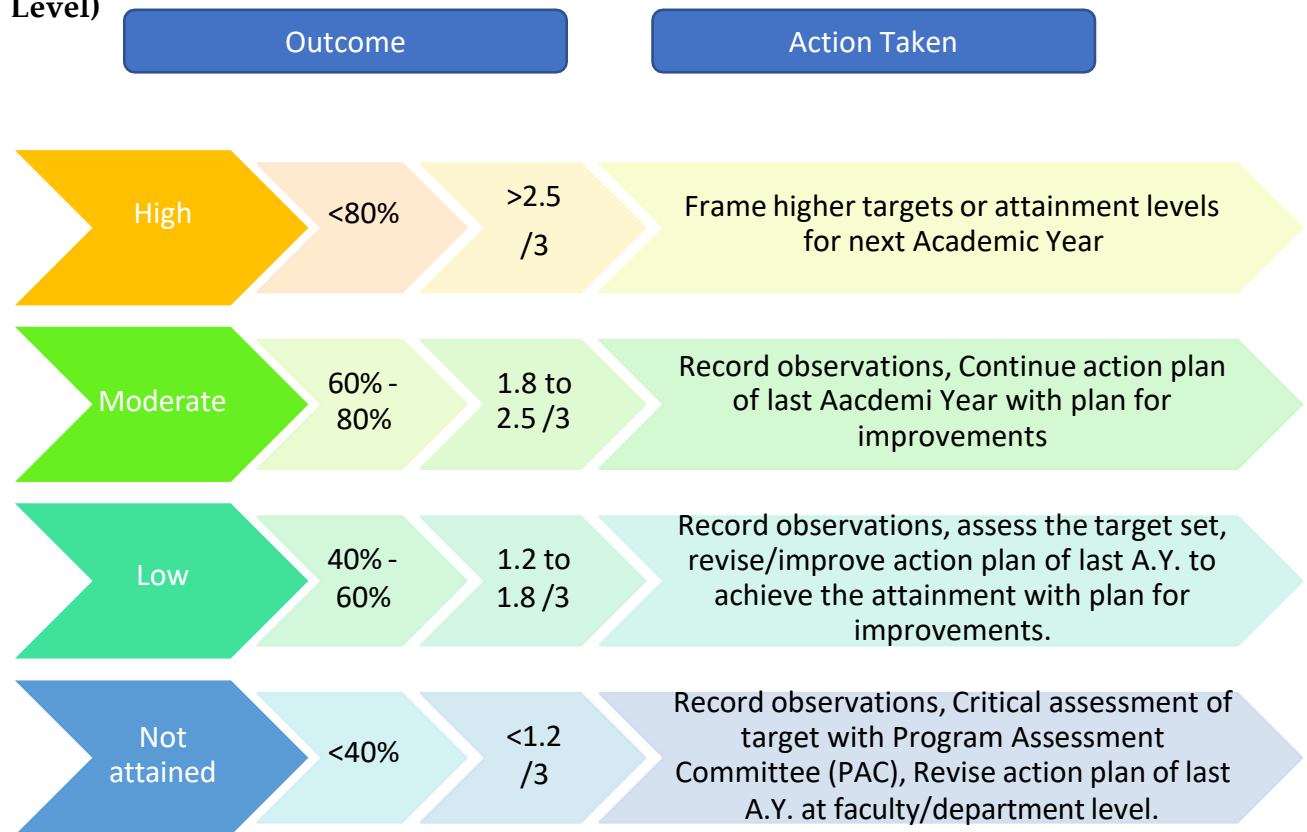 Level)
Outcome
Action Taken
High
<80%
>2.5
/3
Frame higher targets or attainment levels
for next Academic Year
Moderate
60% -
80%
1.8 to
2.5 /3
Record observations, Continue action plan
of last Aacdemi Year with plan for
improvements
Low
40% -
60%
1.2 to
1.8 /3
Record observations, assess the target set,
revise/improve action plan of last A.Y. to
achieve the attainment with plan for
improvements.
Not
attained
<40%
<1.2
/3
Record observations, Critical assessment of
target with Program Assessment
Committee (PAC), Revise action plan of last
A.Y. at faculty/department level.